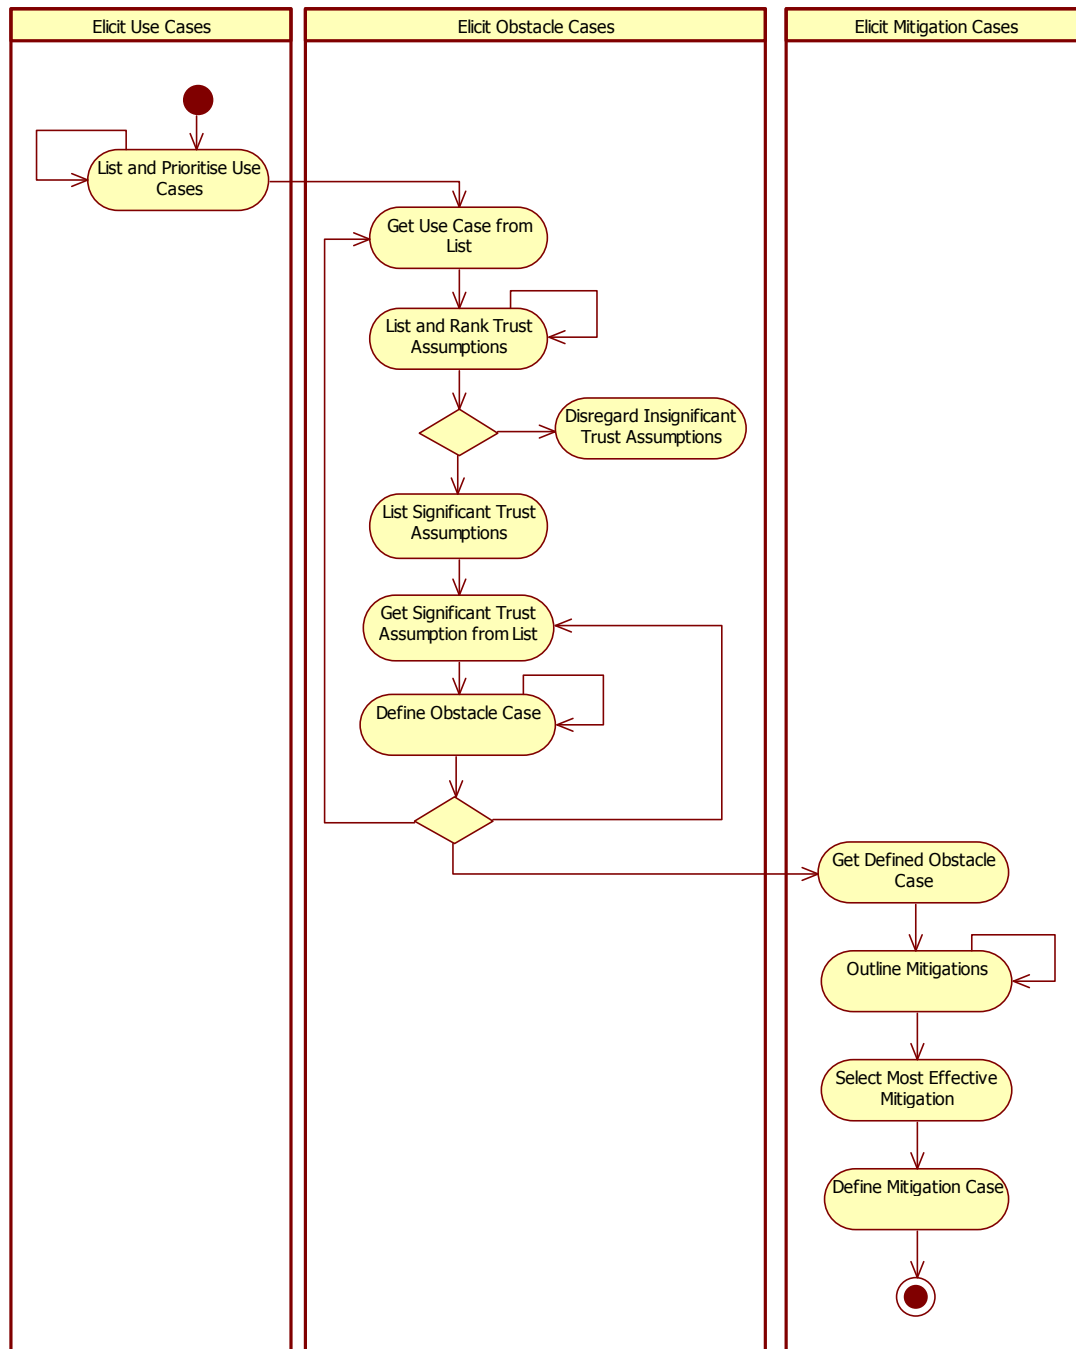 Elicit Use Cases
Elicit Obstacle Cases
Elicit Mitigation Cases
List and Prioritise Use
Cases
Get Use Case from
List
List and Rank Trust
Assumptions
Disregard Insignificant
Trust Assumptions
List Significant Trust
Assumptions
Get Significant Trust
Assumption from List
Define Obstacle Case
Get Defined Obstacle
Case
Outline Mitigations
Select Most Effective
Mitigation
Define Mitigation Case